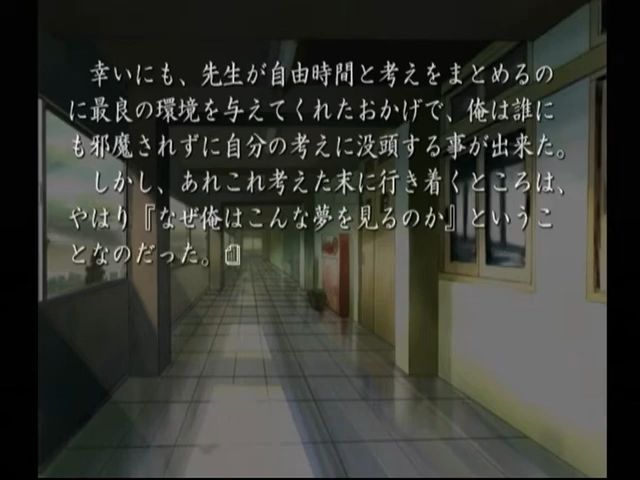 幸いにも、先生が自由時間と考えをまとめるの
に最良の環境を与えてくれたおかげで、俺は誰に
も邪魔されずに自分の考えに没頭する事が出来た。
しかし、あれこれ考えた末に行き着くところは、
やはり『なぜ俺はこんな夢を見るのか』というこ
となのだった。